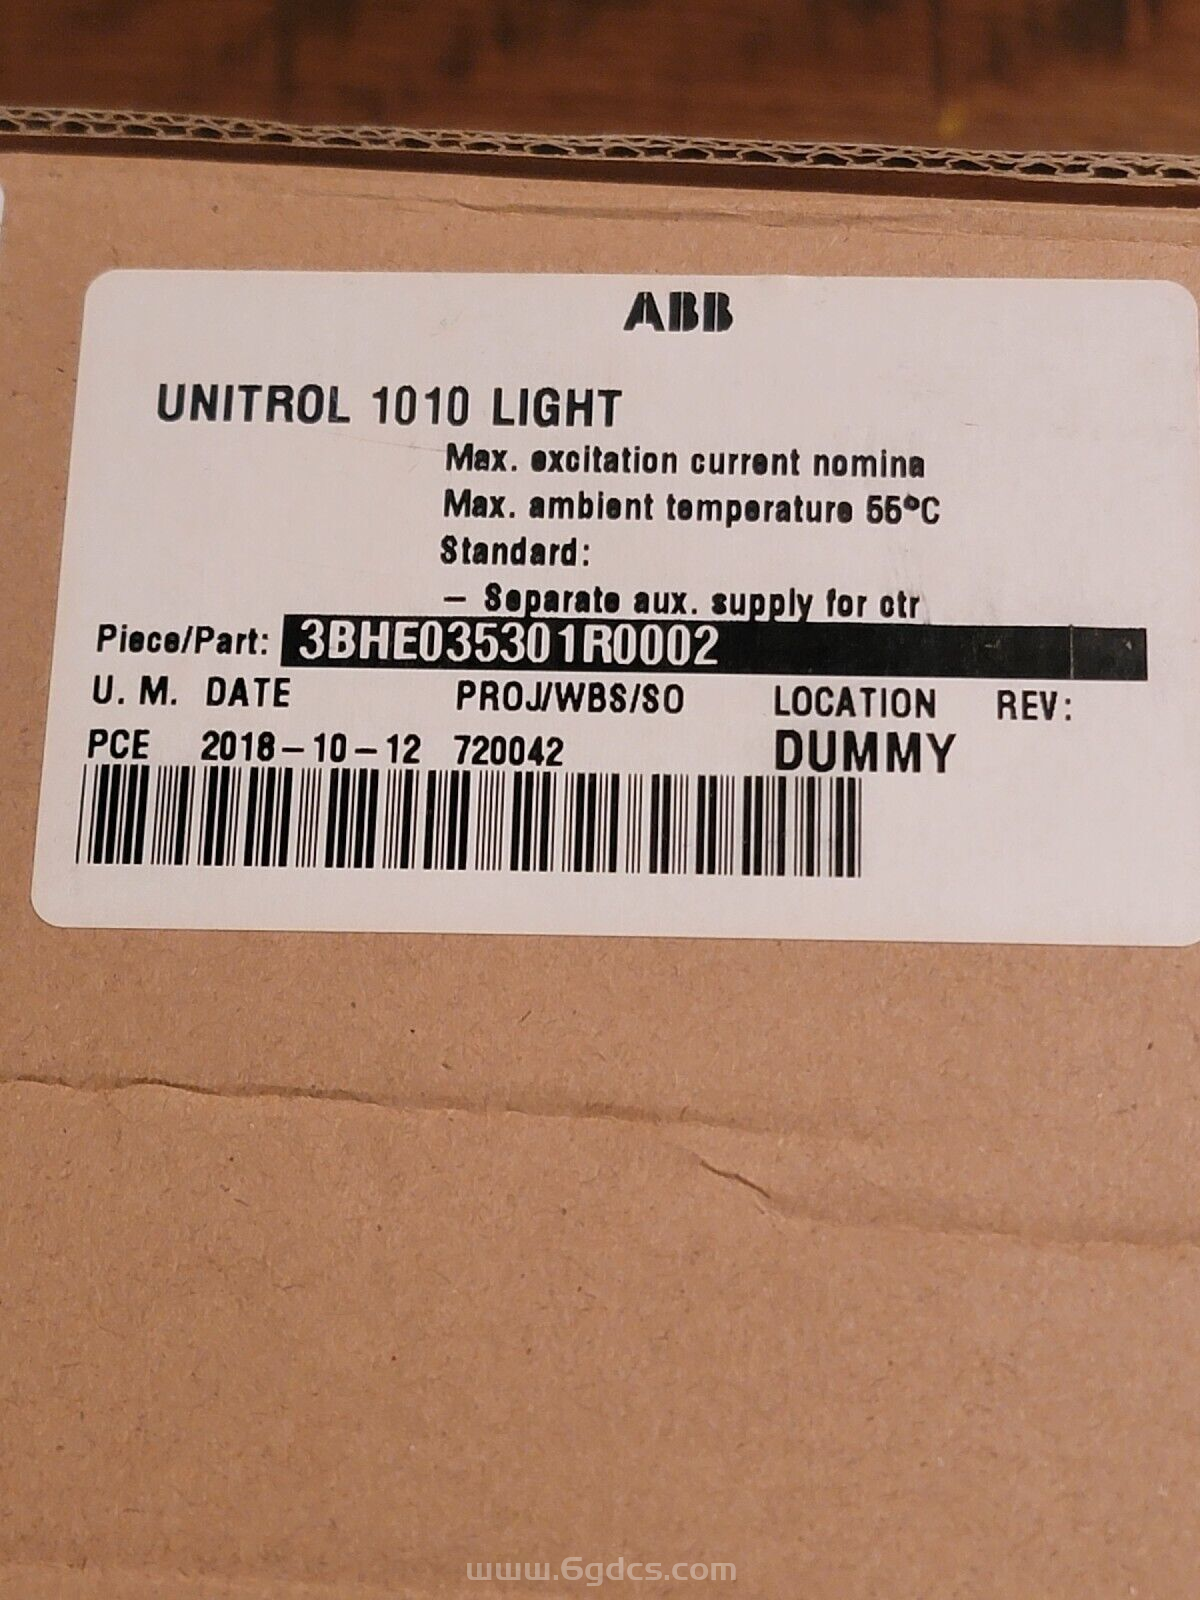 ABB
UNITROL 1010 LIGHT
Max. excitation current nomina
Max. ambient temperature 55°C
Standard:
- Separate aux. supply for ctr
Piece/Part: 3BHE035301R0002
U. M. DATE PROJ/WBS/SO LOCATION REV:
PCE 2018-10-12 720042 DUMMY
www.6gdcs.com